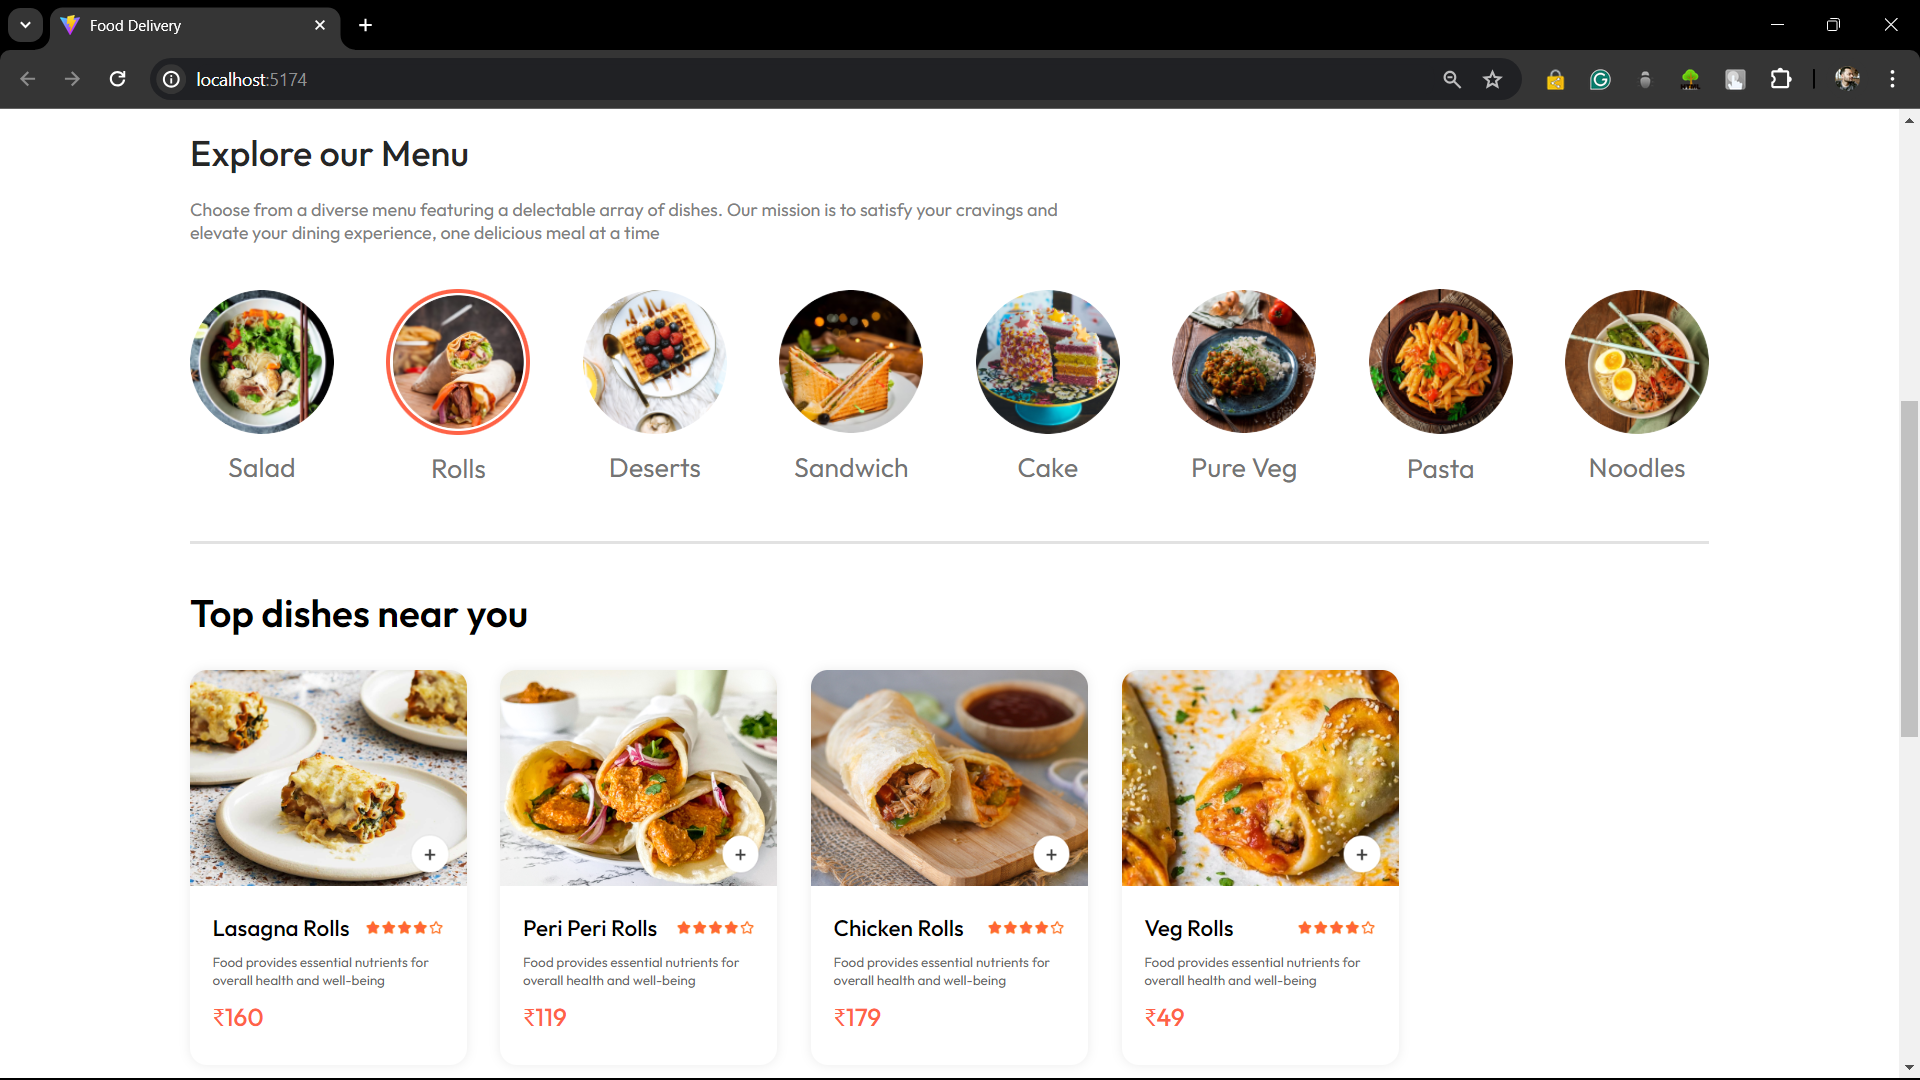 Food Delivery
localhost:5174
Explore our Menu
Choose from a diverse menu featuring a delectable array of dishes. Our mission is to satisfy your cravings and
elevate your dining experience, one delicious meal at a time
Salad
Rolls
Deserts
Sandwich
Cake
Pure Veg
Pasta
Noodles
Top dishes near you
Lasagna Rolls
Food provides essential nutrients for
overall health and well-being
₹160
Peri Peri Rolls
Food provides essential nutrients for
overall health and well-being
₹119
Chicken Rolls
Food provides essential nutrients for
overall health and well-being
₹179
Veg Rolls
Food provides essential nutrients for
overall health and well-being
₹49